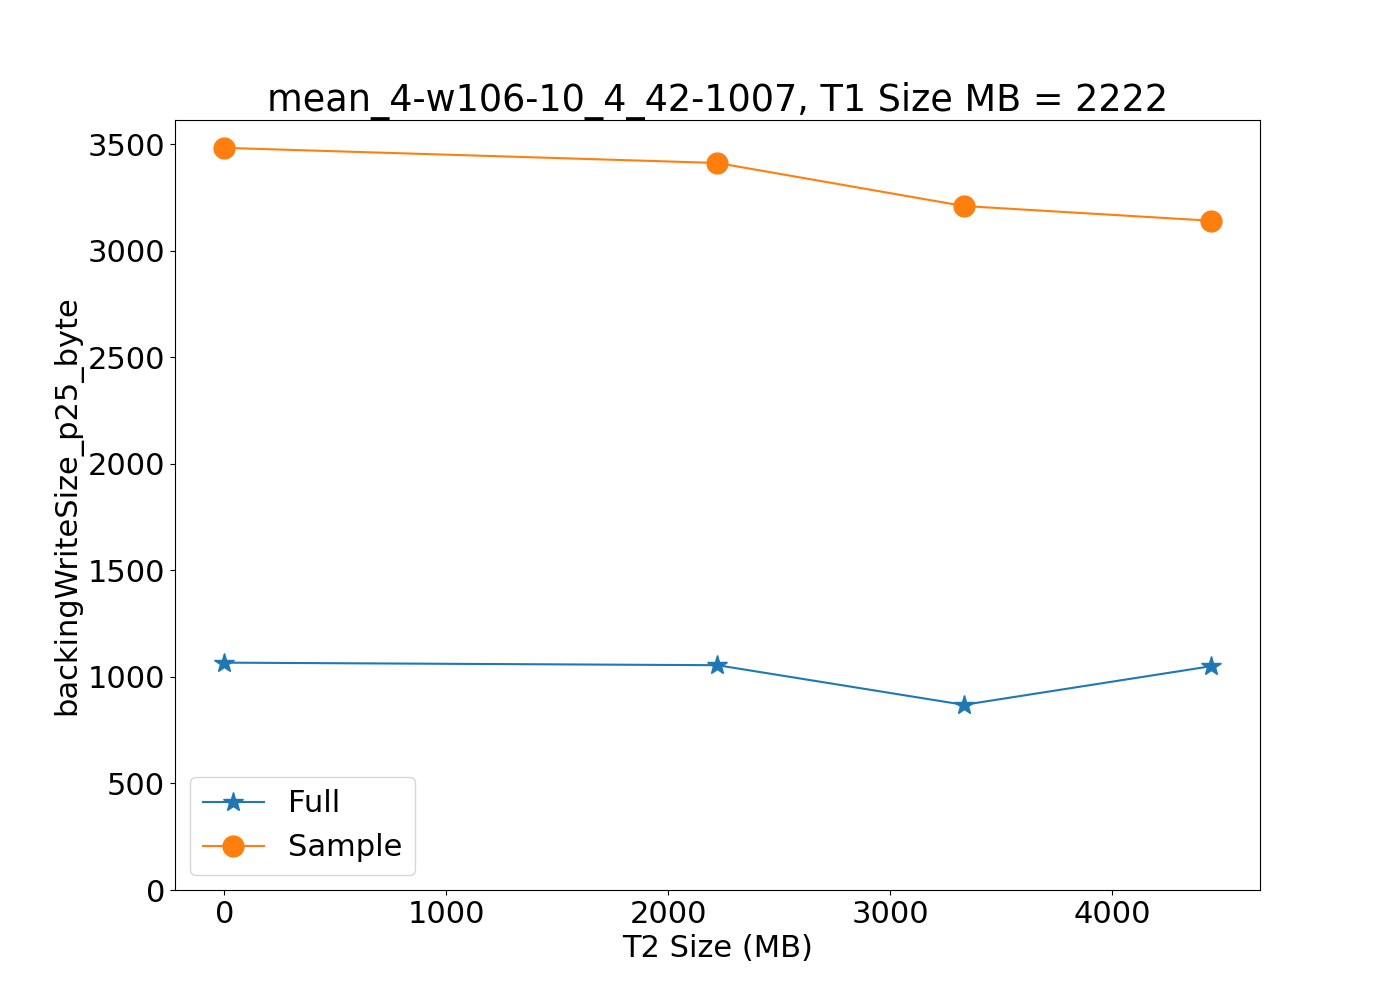 mean_4-w106-10_4_42-1007, T1 Size MB = 2222
backingWriteSize_p25_byte
3500
3000
2500
2000
1500
1000
500
0
Full
Sample
0 1000 2000 3000 4000
T2 Size (MB)